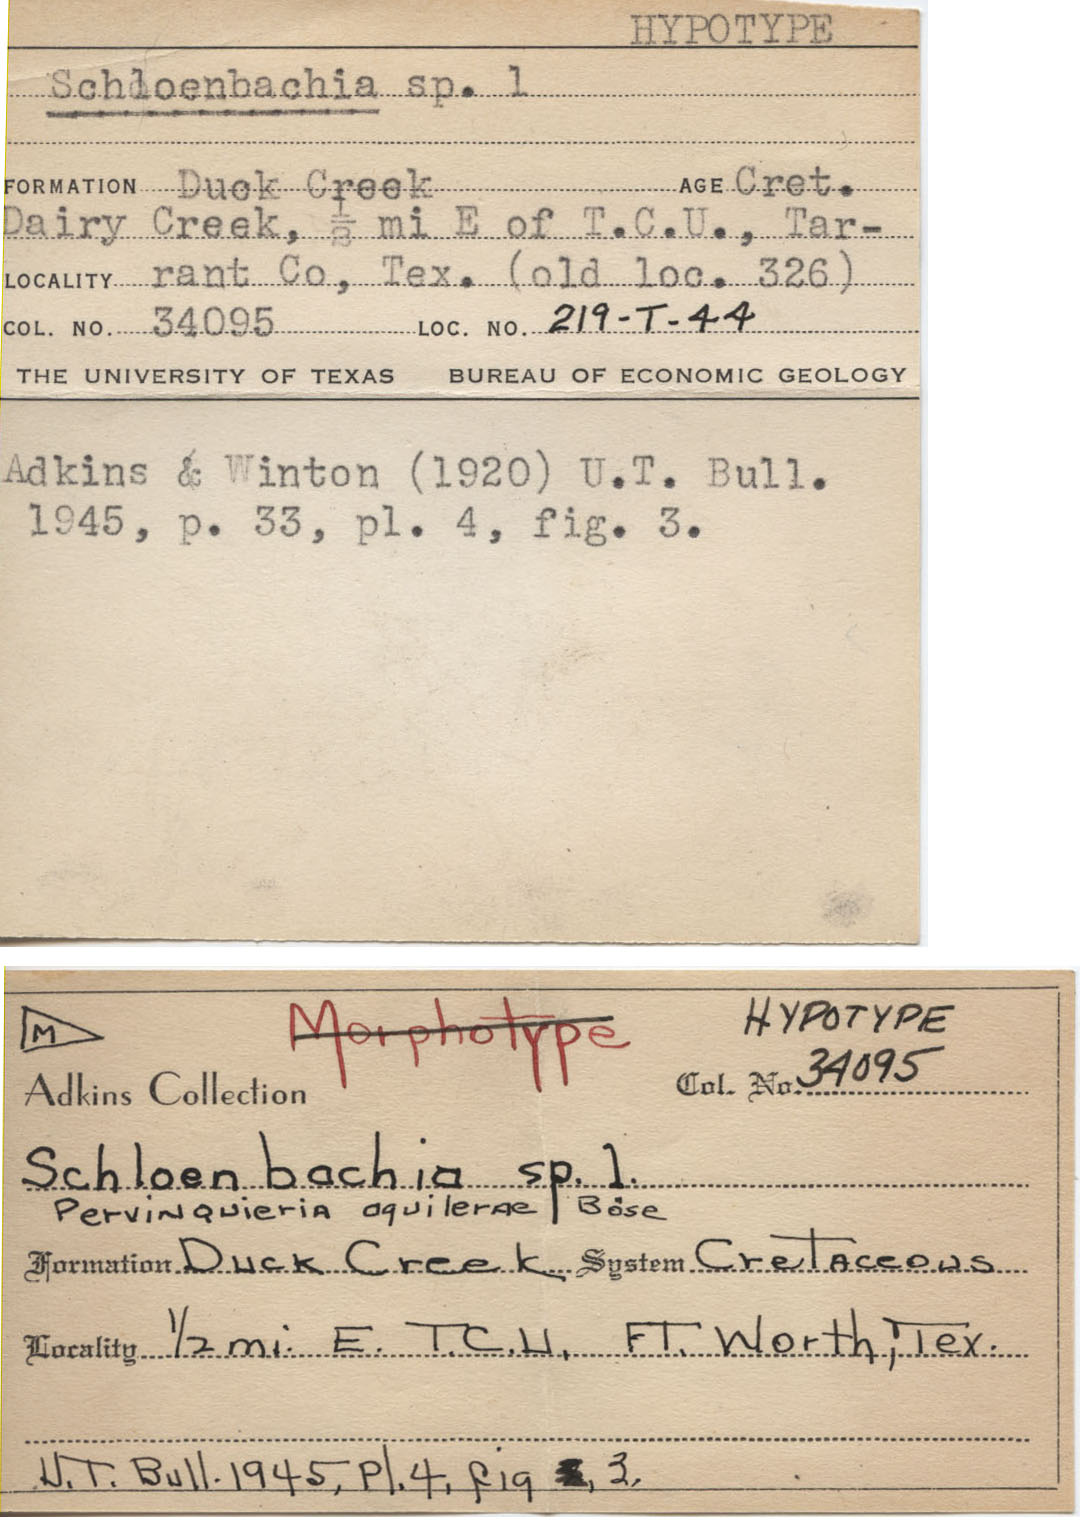 HYPOTYPE
Schloenbachia sp. 1
FORMATION Duck Creek AGE Cret.
Dairy Creek, ½ mi E of T.C.U., Tar-
LOCALITY rant Co, Tex. (old loc. 326)
COL. NO. 34095 LOC. NO. 219-T-44
THE UNIVERSITY OF TEXAS BUREAU OF ECONOMIC GEOLOGY
Adkins & Winton (1920) U.T. Bull.
1945, p. 33, pl. 4, fig. 3.
M Morphotype HYPOTYPE
Adkins Collection Col. No. 34095
Schloenbachia sp. 1.
Pervinquieria aguilerae Böse
Formation Duck Creek System Cretaceous
Locality 1/2 mi. E. T.C.U, FT. Worth, Tex.
U.T. Bull. 1945, Pl. 4, fig , 3.